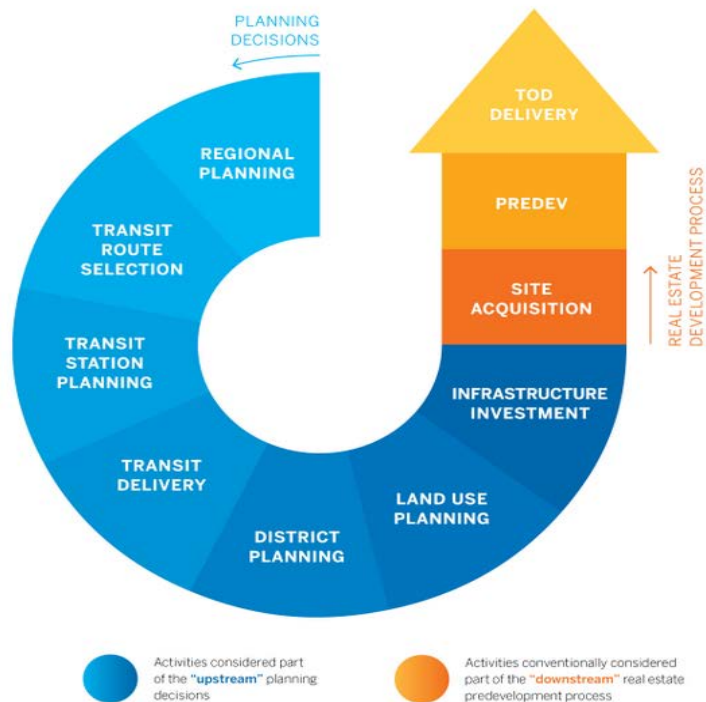 PLANNING
DECISIONS
REGIONAL
PLANNING
TRANSIT
ROUTE
SELECTION
TRANSIT
STATION
PLANNING
TRANSIT
DELIVERY
DISTRICT
PLANNING
LAND USE
PLANNING
INFRASTRUCTURE
INVESTMENT
SITE
ACQUISITION
PREDEV
TOD
DELIVERY
REAL ESTATE
DEVELOPMENT PROCESS
Activities considered part
of the “upstream” planning
decisions
Activities conventionally considered
part of the “downstream” real estate
predevelopment process